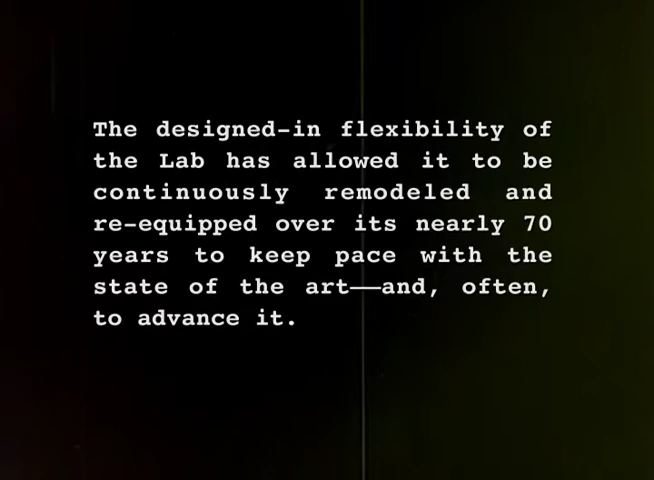 The designed-in flexibility of
the Lab has allowed it to be
continuously remodeled and
re-equipped over its nearly 70
years to keep pace with the
state of the art——and, often,
to advance it.